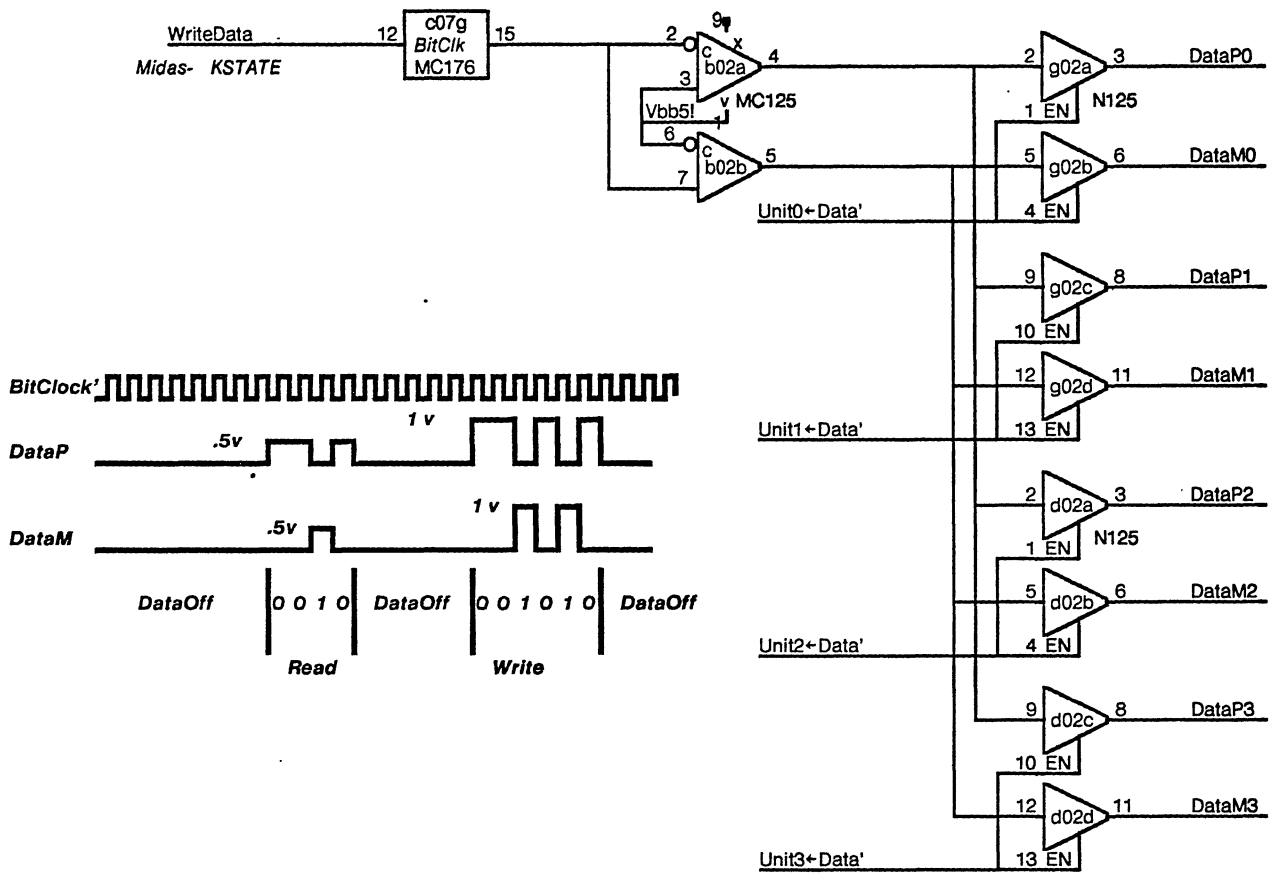 WriteData 12 c07g BitClk MC176 15
Midas- KSTATE
2 c b02a 9 x 4
3
Vbb5! v MC125
1
6 c b02b 5
7
2 g02a 3 DataP0
1 EN N125
5 g02b 6 DataM0
Unit0←Data' 4 EN
9 g02c 8 DataP1
10 EN
12 g02d 11 DataM1
Unit1←Data' 13 EN
2 d02a 3 DataP2
1 EN N125
5 d02b 6 DataM2
Unit2←Data' 4 EN
9 d02c 8 DataP3
10 EN
12 d02d 11 DataM3
Unit3←Data' 13 EN
BitClock'
.5v 1 v
DataP
.5v 1 v
DataM
DataOff 0 0 1 0 DataOff 0 0 1 0 1 0 DataOff
Read Write